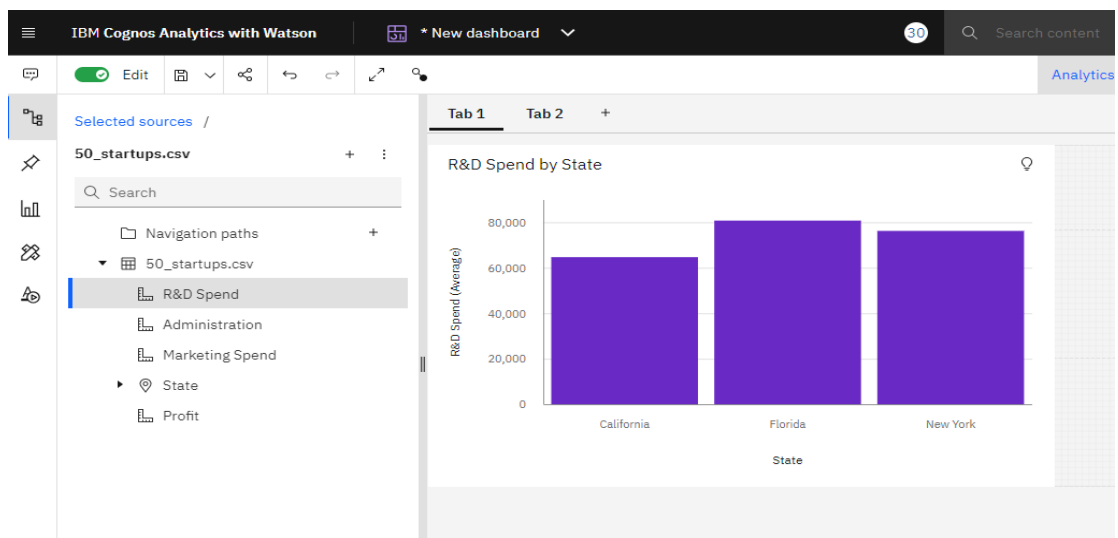 IBM Cognos Analytics with Watson
* New dashboard
30
Search content
Edit
Analytics
Selected sources /
50_startups.csv
Search
Navigation paths
50_startups.csv
R&D Spend
Administration
Marketing Spend
State
Profit
Tab 1
Tab 2
+
R&D Spend by State
R&D Spend (Average)
80,000
60,000
40,000
20,000
0
California
Florida
New York
State